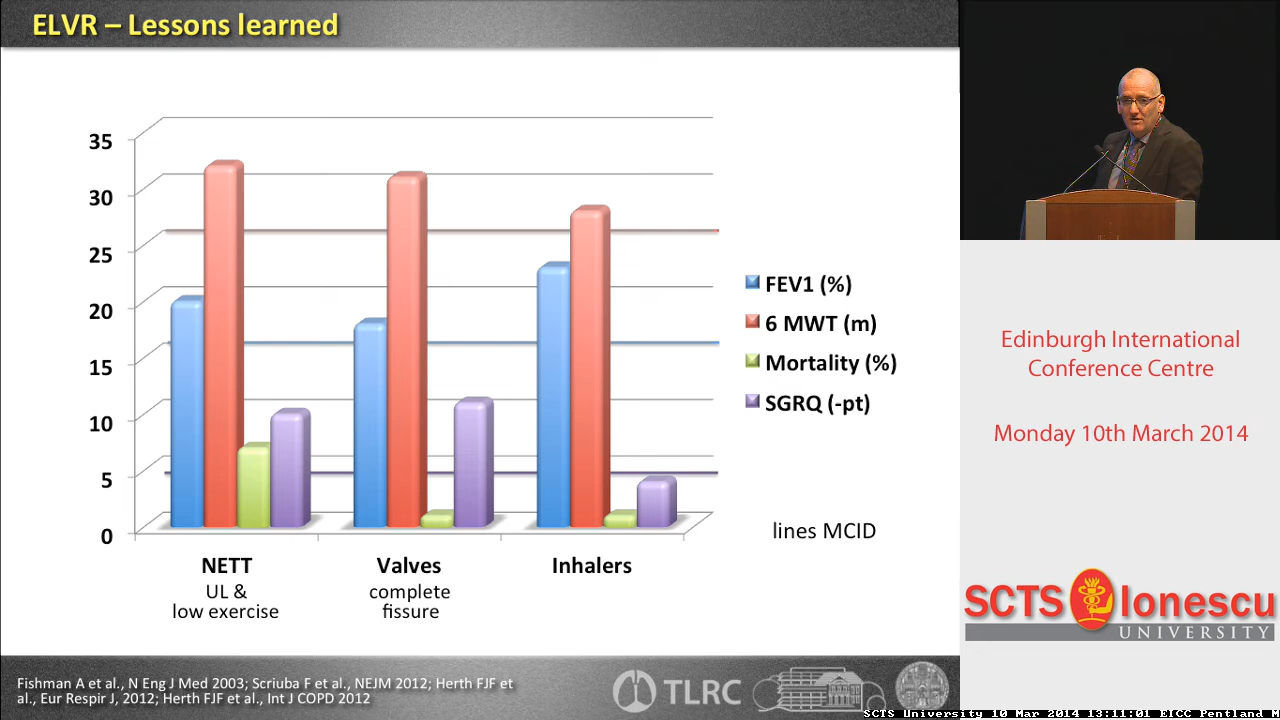 ELVR – Lessons learned
35
30
25
20
15
10
5
0
FEV1 (%)
6 MWT (m)
Mortality (%)
SGRQ (-pt)
lines MCID
NETT
UL &
low exercise
Valves
complete
fissure
Inhalers
Fishman A et al., N Eng J Med 2003; Scriuba F et al., NEJM 2012; Herth FJF et
al., Eur Respir J, 2012; Herth FJF et al., Int J COPD 2012
TLRC
Edinburgh International
Conference Centre
Monday 10th March 2014
SCTS Ionescu
UNIVERSITY
SCTS University 10 Mar 2014 13:11:01 EICC Pentland M